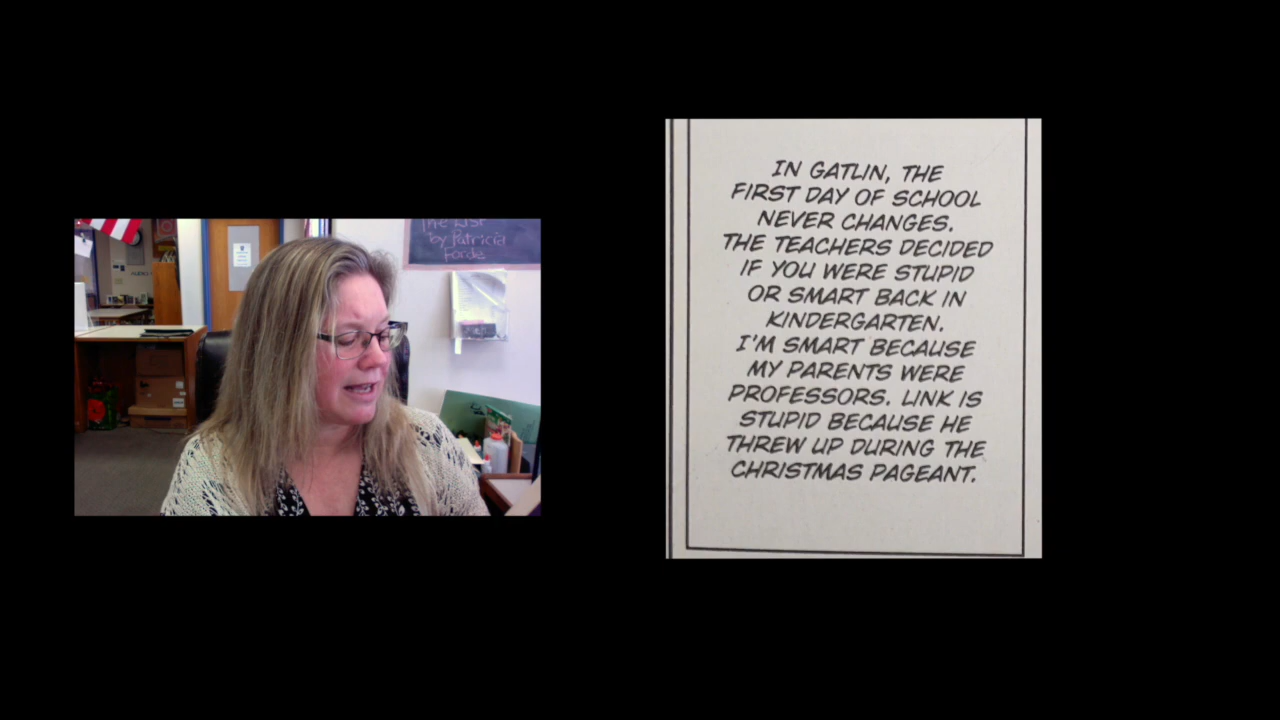 The List
by Patricia
Forde
IN GATLIN, THE
FIRST DAY OF SCHOOL
NEVER CHANGES.
THE TEACHERS DECIDED
IF YOU WERE STUPID
OR SMART BACK IN
KINDERGARTEN.
I'M SMART BECAUSE
MY PARENTS WERE
PROFESSORS. LINK IS
STUPID BECAUSE HE
THREW UP DURING THE
CHRISTMAS PAGEANT.